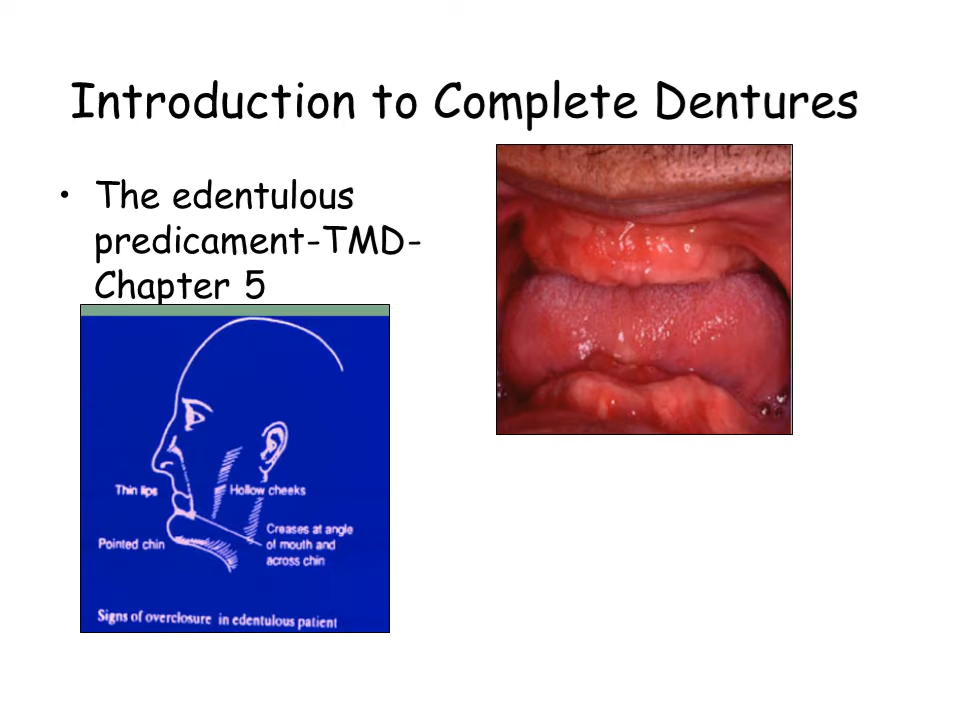 Introduction to Complete Dentures
• The edentulous
predicament-TMD-
Chapter 5
Thin lips
Hollow cheeks
Pointed chin
Creases at angle
of mouth and
across chin
Signs of overclosure in edentulous patient